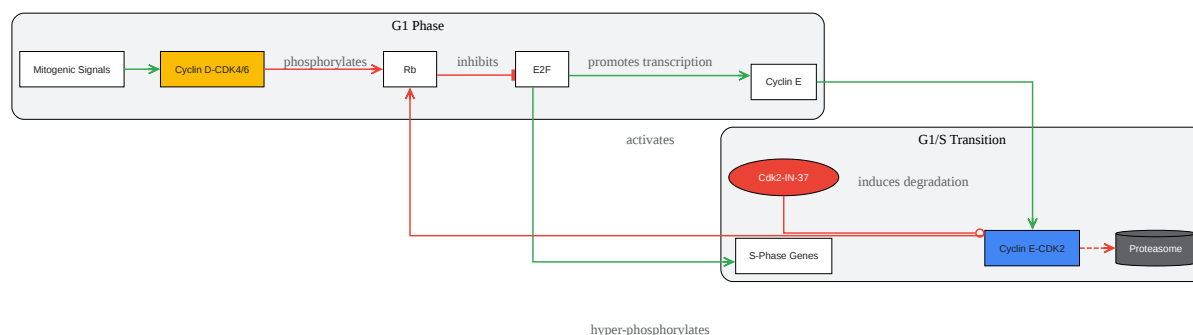 G1 Phase
Mitogenic Signals
Cyclin D-CDK4/6
phosphorylates
Rb
inhibits
E2F
promotes transcription
Cyclin E
activates
G1/S Transition
Cdk2-IN-37
induces degradation
S-Phase Genes
Cyclin E-CDK2
Proteasome
hyper-phosphorylates